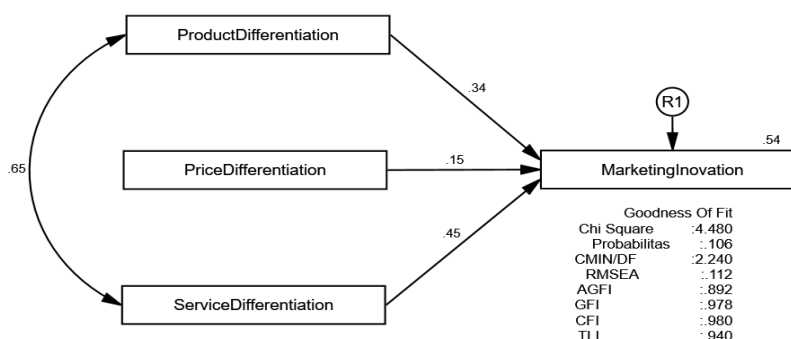 ProductDifferentiation
.34
R1
.54
.65
PriceDifferentiation
.15
MarketingInovation
.45
ServiceDifferentiation
Goodness Of Fit
Chi Square :4.480
Probabilitas :.106
CMIN/DF :2.240
RMSEA :.112
AGFI :.892
GFI :.978
CFI :.980
TLI :.940